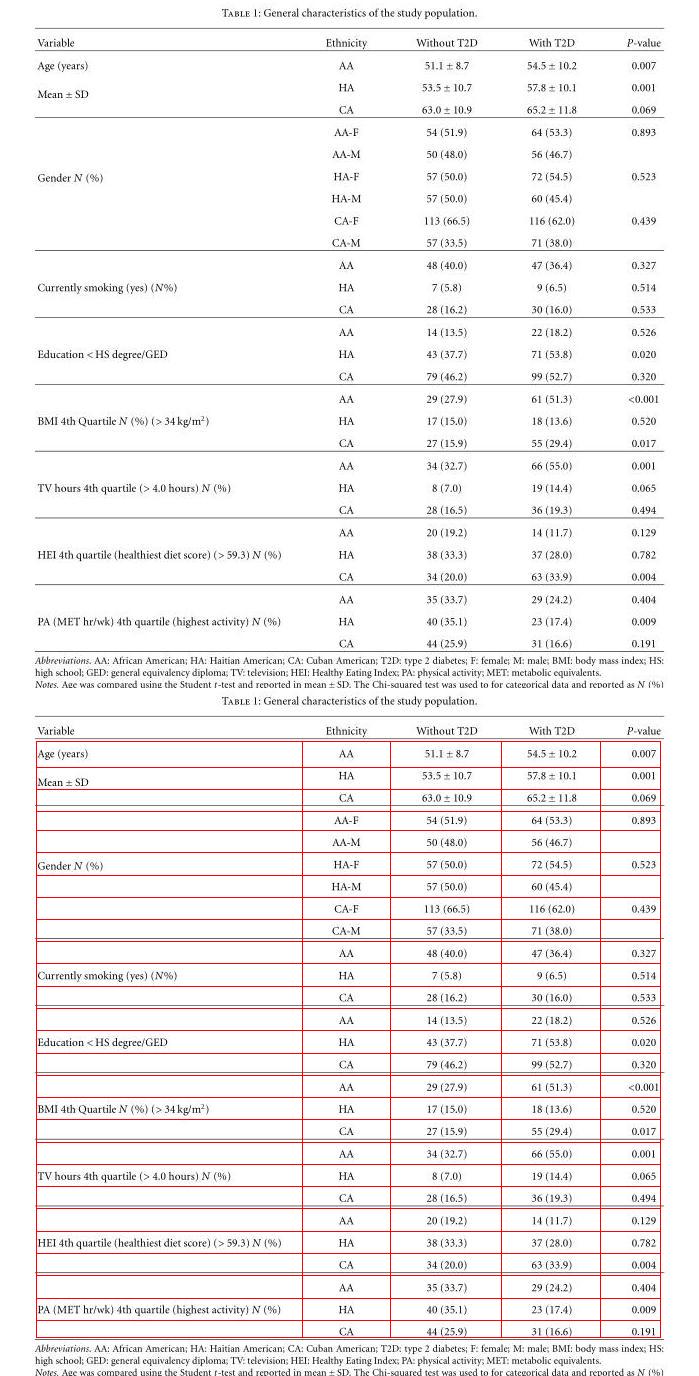 TABLE 1: General characteristics of the study population.
Variable Ethnicity Without T2D With T2D P-value
Age (years) AA 51.1 ± 8.7 54.5 ± 10.2 0.007
Mean ± SD HA 53.5 ± 10.7 57.8 ± 10.1 0.001
CA 63.0 ± 10.9 65.2 ± 11.8 0.069
AA-F 54 (51.9) 64 (53.3) 0.893
AA-M 50 (48.0) 56 (46.7)
Gender N (%) HA-F 57 (50.0) 72 (54.5) 0.523
HA-M 57 (50.0) 60 (45.4)
CA-F 113 (66.5) 116 (62.0) 0.439
CA-M 57 (33.5) 71 (38.0)
AA 48 (40.0) 47 (36.4) 0.327
Currently smoking (yes) (N%) HA 7 (5.8) 9 (6.5) 0.514
CA 28 (16.2) 30 (16.0) 0.533
AA 14 (13.5) 22 (18.2) 0.526
Education < HS degree/GED HA 43 (37.7) 71 (53.8) 0.020
CA 79 (46.2) 99 (52.7) 0.320
AA 29 (27.9) 61 (51.3) <0.001
BMI 4th Quartile N (%) (> 34 kg/m²) HA 17 (15.0) 18 (13.6) 0.520
CA 27 (15.9) 55 (29.4) 0.017
AA 34 (32.7) 66 (55.0) 0.001
TV hours 4th quartile (> 4.0 hours) N (%) HA 8 (7.0) 19 (14.4) 0.065
CA 28 (16.5) 36 (19.3) 0.494
AA 20 (19.2) 14 (11.7) 0.129
HEI 4th quartile (healthiest diet score) (> 59.3) N (%) HA 38 (33.3) 37 (28.0) 0.782
CA 34 (20.0) 63 (33.9) 0.004
AA 35 (33.7) 29 (24.2) 0.404
PA (MET hr/wk) 4th quartile (highest activity) N (%) HA 40 (35.1) 23 (17.4) 0.009
CA 44 (25.9) 31 (16.6) 0.191
Abbreviations. AA: African American; HA: Haitian American; CA: Cuban American; T2D: type 2 diabetes; F: female; M: male; BMI: body mass index; HS:
high school; GED: general equivalency diploma; TV: television; HEI: Healthy Eating Index; PA: physical activity; MET: metabolic equivalents.
Notes. Age was compared using the Student t-test and reported in mean ± SD. The Chi-squared test was used to for categorical data and reported as N (%)
TABLE 1: General characteristics of the study population.
Variable Ethnicity Without T2D With T2D P-value
Age (years) AA 51.1 ± 8.7 54.5 ± 10.2 0.007
Mean ± SD HA 53.5 ± 10.7 57.8 ± 10.1 0.001
CA 63.0 ± 10.9 65.2 ± 11.8 0.069
AA-F 54 (51.9) 64 (53.3) 0.893
AA-M 50 (48.0) 56 (46.7)
Gender N (%) HA-F 57 (50.0) 72 (54.5) 0.523
HA-M 57 (50.0) 60 (45.4)
CA-F 113 (66.5) 116 (62.0) 0.439
CA-M 57 (33.5) 71 (38.0)
AA 48 (40.0) 47 (36.4) 0.327
Currently smoking (yes) (N%) HA 7 (5.8) 9 (6.5) 0.514
CA 28 (16.2) 30 (16.0) 0.533
AA 14 (13.5) 22 (18.2) 0.526
Education < HS degree/GED HA 43 (37.7) 71 (53.8) 0.020
CA 79 (46.2) 99 (52.7) 0.320
AA 29 (27.9) 61 (51.3) <0.001
BMI 4th Quartile N (%) (> 34 kg/m²) HA 17 (15.0) 18 (13.6) 0.520
CA 27 (15.9) 55 (29.4) 0.017
AA 34 (32.7) 66 (55.0) 0.001
TV hours 4th quartile (> 4.0 hours) N (%) HA 8 (7.0) 19 (14.4) 0.065
CA 28 (16.5) 36 (19.3) 0.494
AA 20 (19.2) 14 (11.7) 0.129
HEI 4th quartile (healthiest diet score) (> 59.3) N (%) HA 38 (33.3) 37 (28.0) 0.782
CA 34 (20.0) 63 (33.9) 0.004
AA 35 (33.7) 29 (24.2) 0.404
PA (MET hr/wk) 4th quartile (highest activity) N (%) HA 40 (35.1) 23 (17.4) 0.009
CA 44 (25.9) 31 (16.6) 0.191
Abbreviations. AA: African American; HA: Haitian American; CA: Cuban American; T2D: type 2 diabetes; F: female; M: male; BMI: body mass index; HS:
high school; GED: general equivalency diploma; TV: television; HEI: Healthy Eating Index; PA: physical activity; MET: metabolic equivalents.
Notes. Age was compared using the Student t-test and reported in mean ± SD. The Chi-squared test was used to for categorical data and reported as N (%)